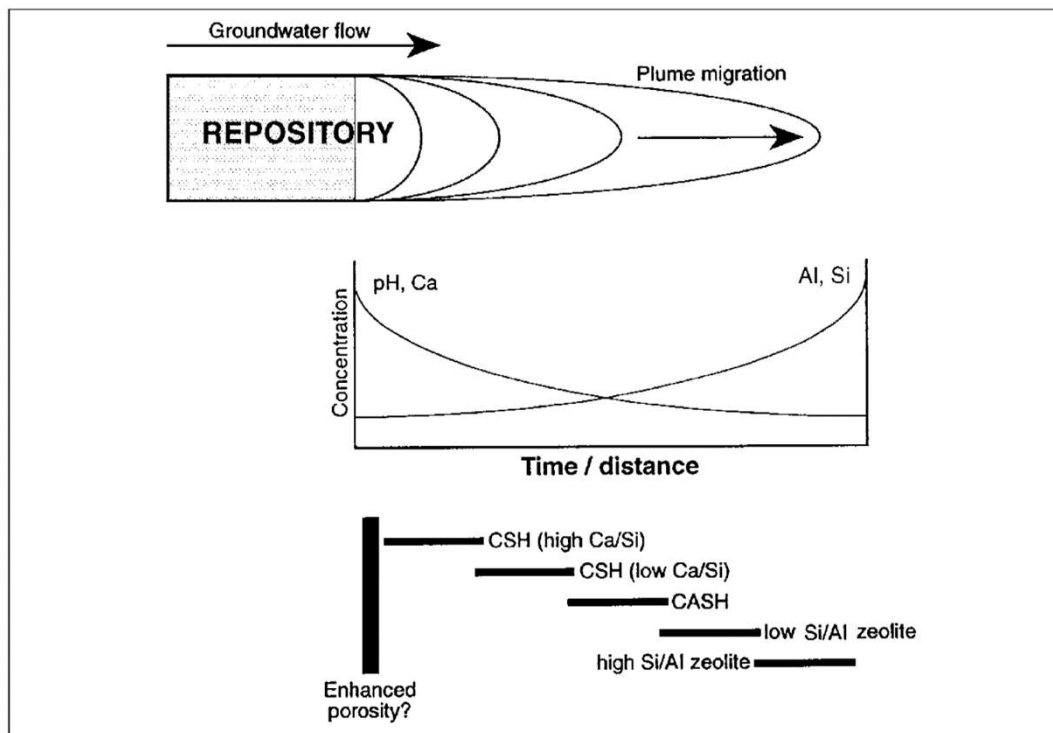 Groundwater flow
Plume migration
REPOSITORY
pH, Ca
Al, Si
Concentration
Time / distance
CSH (high Ca/Si)
CSH (low Ca/Si)
CASH
low Si/Al zeolite
high Si/Al zeolite
Enhanced
porosity?